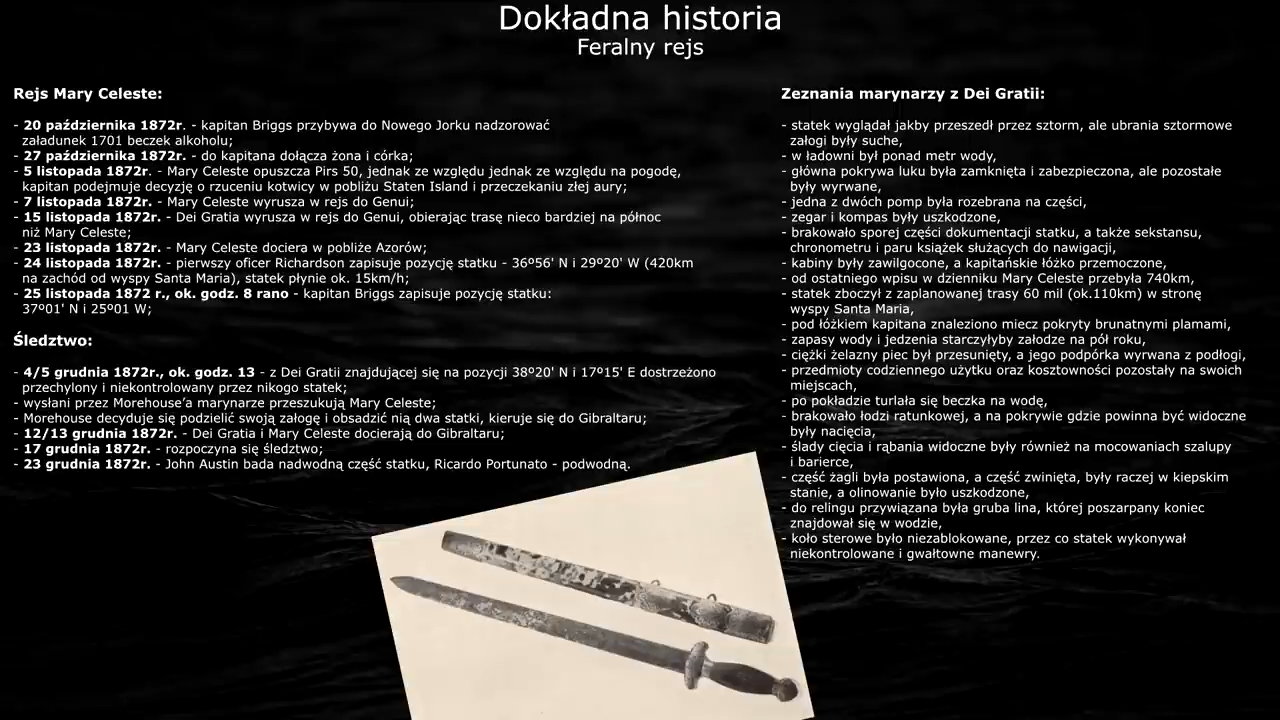 Dokładna historia
Feralny rejs
Rejs Mary Celeste:
- 20 października 1872r. - kapitan Briggs przybywa do Nowego Jorku nadzorować
załadunek 1701 beczek alkoholu;
- 27 października 1872r. - do kapitana dołącza żona i córka;
- 5 listopada 1872r. - Mary Celeste opuszcza Pirs 50, jednak ze względu jednak ze względu na pogodę,
kapitan podejmuje decyzję o rzuceniu kotwicy w pobliżu Staten Island i przeczekaniu złej aury;
- 7 listopada 1872r. - Mary Celeste wyrusza w rejs do Genui;
- 15 listopada 1872r. - Dei Gratia wyrusza w rejs do Genui, obierając trasę nieco bardziej na północ
niż Mary Celeste;
- 23 listopada 1872r. - Mary Celeste dociera w pobliże Azorów;
- 24 listopada 1872r. - pierwszy oficer Richardson zapisuje pozycję statku - 36º56' N i 29º20' W (420km
na zachód od wyspy Santa Maria), statek płynie ok. 15km/h;
- 25 listopada 1872 r., ok. godz. 8 rano - kapitan Briggs zapisuje pozycję statku:
37º01' N i 25º01 W;
Śledztwo:
- 4/5 grudnia 1872r., ok. godz. 13 - z Dei Gratii znajdującej się na pozycji 38º20' N i 17º15' E dostrzeżono
przechylony i niekontrolowany przez nikogo statek;
- wysłani przez Morehouse'a marynarze przeszukują Mary Celeste;
- Morehouse decyduje się podzielić swoją załogę i obsadzić nią dwa statki, kieruje się do Gibraltaru;
- 12/13 grudnia 1872r. - Dei Gratia i Mary Celeste docierają do Gibraltaru;
- 17 grudnia 1872r. - rozpoczyna się śledztwo;
- 23 grudnia 1872r. - John Austin bada nadwodną część statku, Ricardo Portunato - podwodną.
Zeznania marynarzy z Dei Gratii:
- statek wyglądał jakby przeszedł przez sztorm, ale ubrania sztormowe
załogi były suche,
- w ładowni był ponad metr wody,
- główna pokrywa luku była zamknięta i zabezpieczona, ale pozostałe
były wyrwane,
- jedna z dwóch pomp była rozebrana na części,
- zegar i kompas były uszkodzone,
- brakowało sporej części dokumentacji statku, a także sekstansu,
chronometru i paru książek służących do nawigacji,
- kabiny były zawilgocone, a kapitańskie łóżko przemoczone,
- od ostatniego wpisu w dzienniku Mary Celeste przebyła 740km,
- statek zboczył z zaplanowanej trasy 60 mil (ok.110km) w stronę
wyspy Santa Maria,
- pod łóżkiem kapitana znaleziono miecz pokryty brunatnymi plamami,
- zapasy wody i jedzenia starczyłyby załodze na pół roku,
- ciężki żelazny piec był przesunięty, a jego podpórka wyrwana z podłogi,
- przedmioty codziennego użytku oraz kosztowności pozostały na swoich
miejscach,
- po pokładzie turlała się beczka na wodę,
- brakowało łodzi ratunkowej, a na pokrywie gdzie powinna być widoczne
były nacięcia,
- ślady cięcia i rąbania widoczne były również na mocowaniach szalupy
i barierce,
- część żagli była postawiona, a część zwinięta, były raczej w kiepskim
stanie, a olinowanie było uszkodzone,
- do relingu przywiązana była gruba lina, której poszarpany koniec
znajdował się w wodzie,
- koło sterowe było niezablokowane, przez co statek wykonywał
niekontrolowane i gwałtowne manewry.